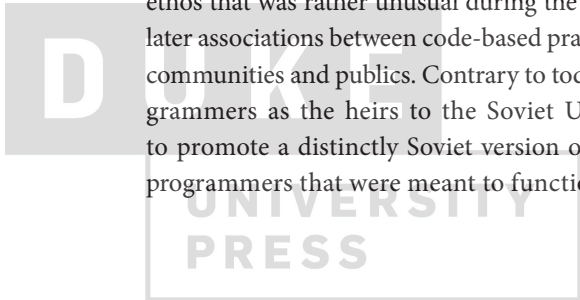 ethos that was rather unusual during the
later associations between code-based pra
communities and publics. Contrary to tod
grammers as the heirs to the Soviet U
to promote a distinctly Soviet version o
programmers that were meant to functio
DUKE
UNIVERSITY
PRESS